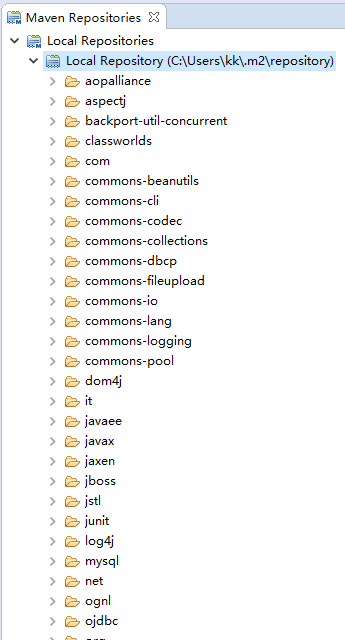 Maven Repositories
Local Repositories
Local Repository (C:\Users\kk\.m2\repository)
aopalliance
aspectj
backport-util-concurrent
classworlds
com
commons-beanutils
commons-cli
commons-codec
commons-collections
commons-dbcp
commons-fileupload
commons-io
commons-lang
commons-logging
commons-pool
dom4j
it
javaee
javax
jaxen
jboss
jstl
junit
log4j
mysql
net
ognl
ojdbc